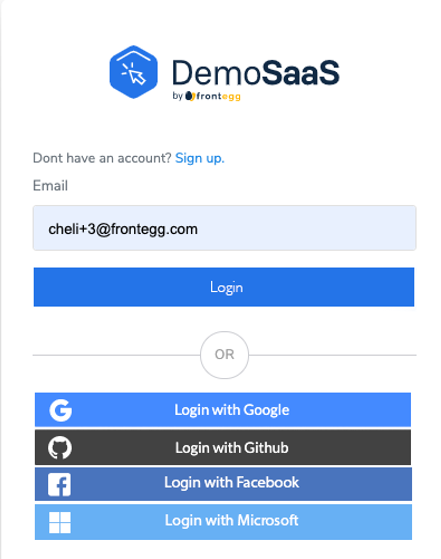 DemoSaaS
by frontegg
Dont have an account? Sign up.
Email
cheli+3@frontegg.com
Login
OR
Login with Google
Login with Github
Login with Facebook
Login with Microsoft